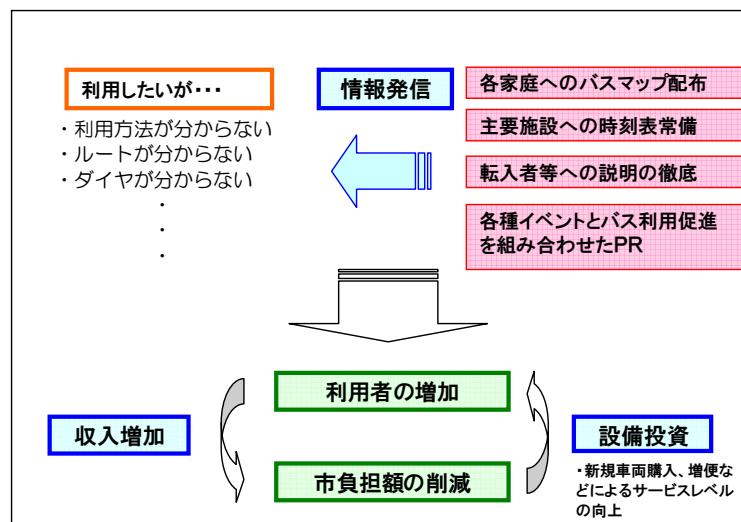 利用したいが・・・
・利用方法が分からない
・ルートが分からない
・ダイヤが分からない
・
・
・
情報発信
各家庭へのバスマップ配布
主要施設への時刻表常備
転入者等への説明の徹底
各種イベントとバス利用促進
を組み合わせたPR
利用者の増加
収入増加
市負担額の削減
設備投資
・新規車両購入、増便な
どによるサービスレベル
の向上